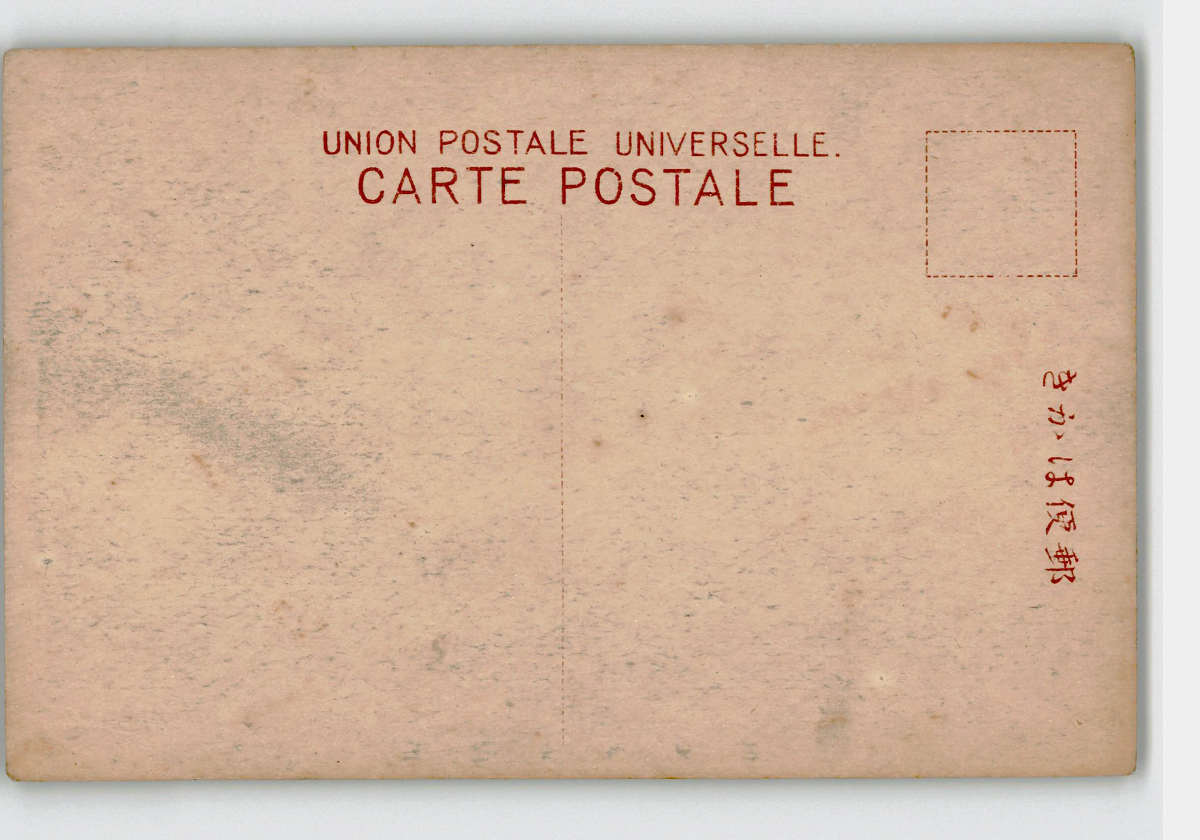 UNION POSTALE UNIVERSELLE.
CARTE POSTALE
郵便はかき